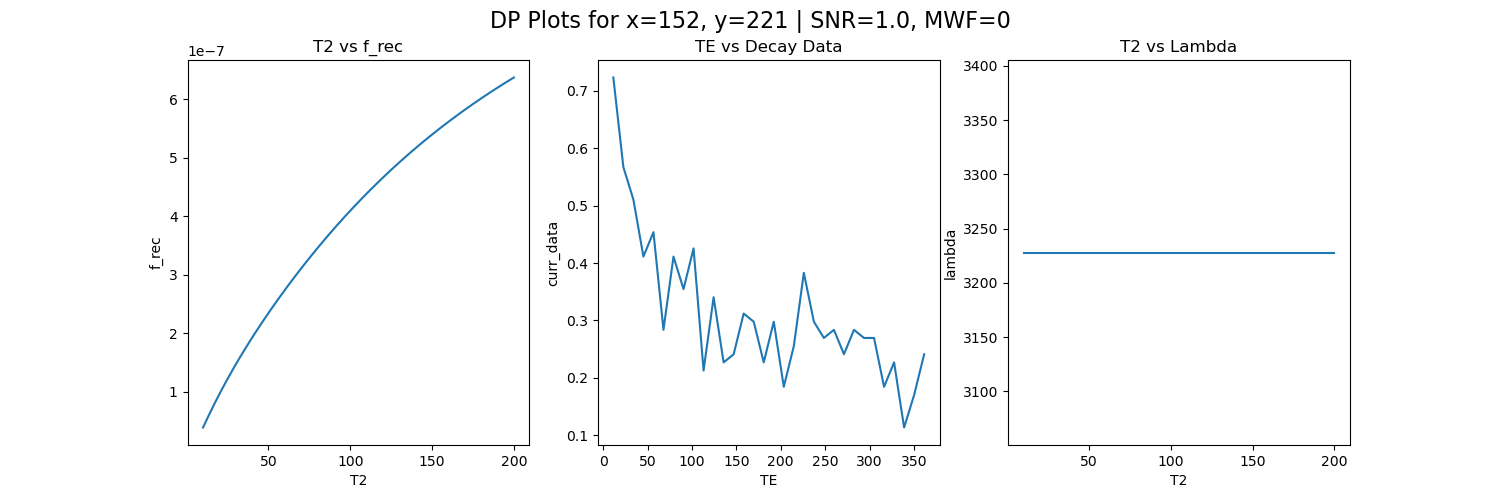 DP Plots for x=152, y=221 | SNR=1.0, MWF=0
T2 vs f_rec
1e−7
6
5
4
3
2
1
f_rec
50 100 150 200
T2
TE vs Decay Data
0.7
0.6
0.5
0.4
0.3
0.2
0.1
curr_data
0 50 100 150 200 250 300 350
TE
T2 vs Lambda
3400
3350
3300
3250
3200
3150
3100
lambda
50 100 150 200
T2